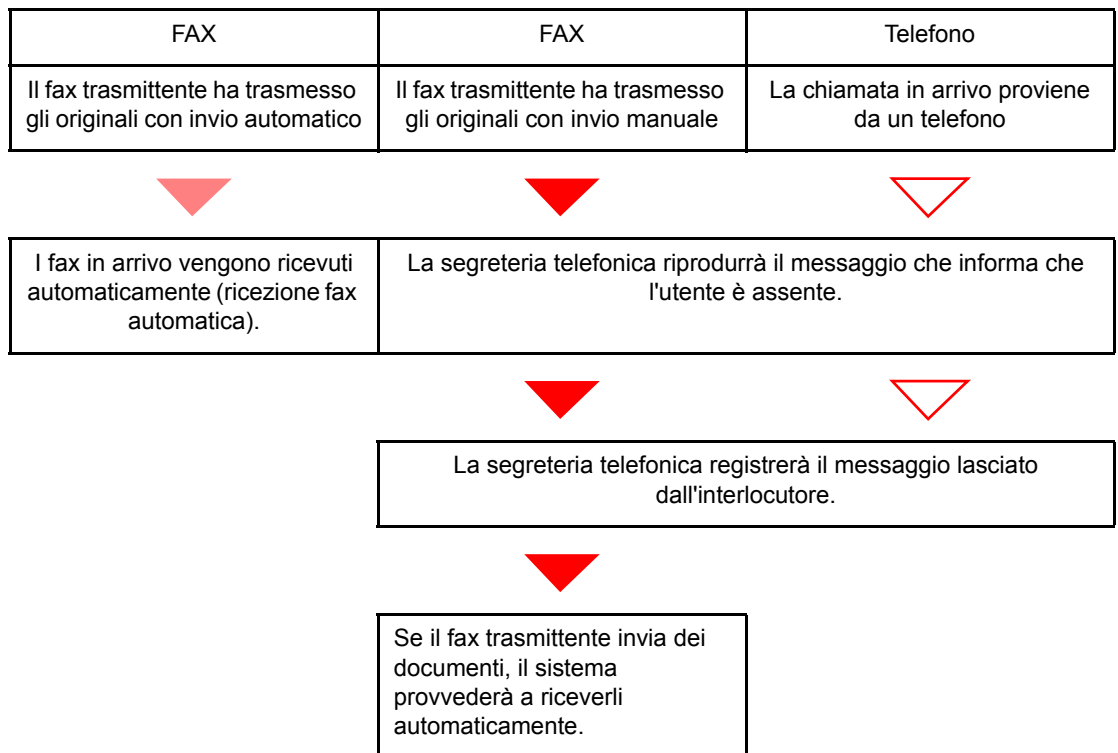 FAX
FAX
Telefono
Il fax trasmittente ha trasmesso
gli originali con invio automatico
Il fax trasmittente ha trasmesso
gli originali con invio manuale
La chiamata in arrivo proviene
da un telefono
I fax in arrivo vengono ricevuti
automaticamente (ricezione fax
automatica).
La segreteria telefonica riprodurrà il messaggio che informa che
l'utente è assente.
La segreteria telefonica registrerà il messaggio lasciato
dall'interlocutore.
Se il fax trasmittente invia dei
documenti, il sistema
provvederà a riceverli
automaticamente.